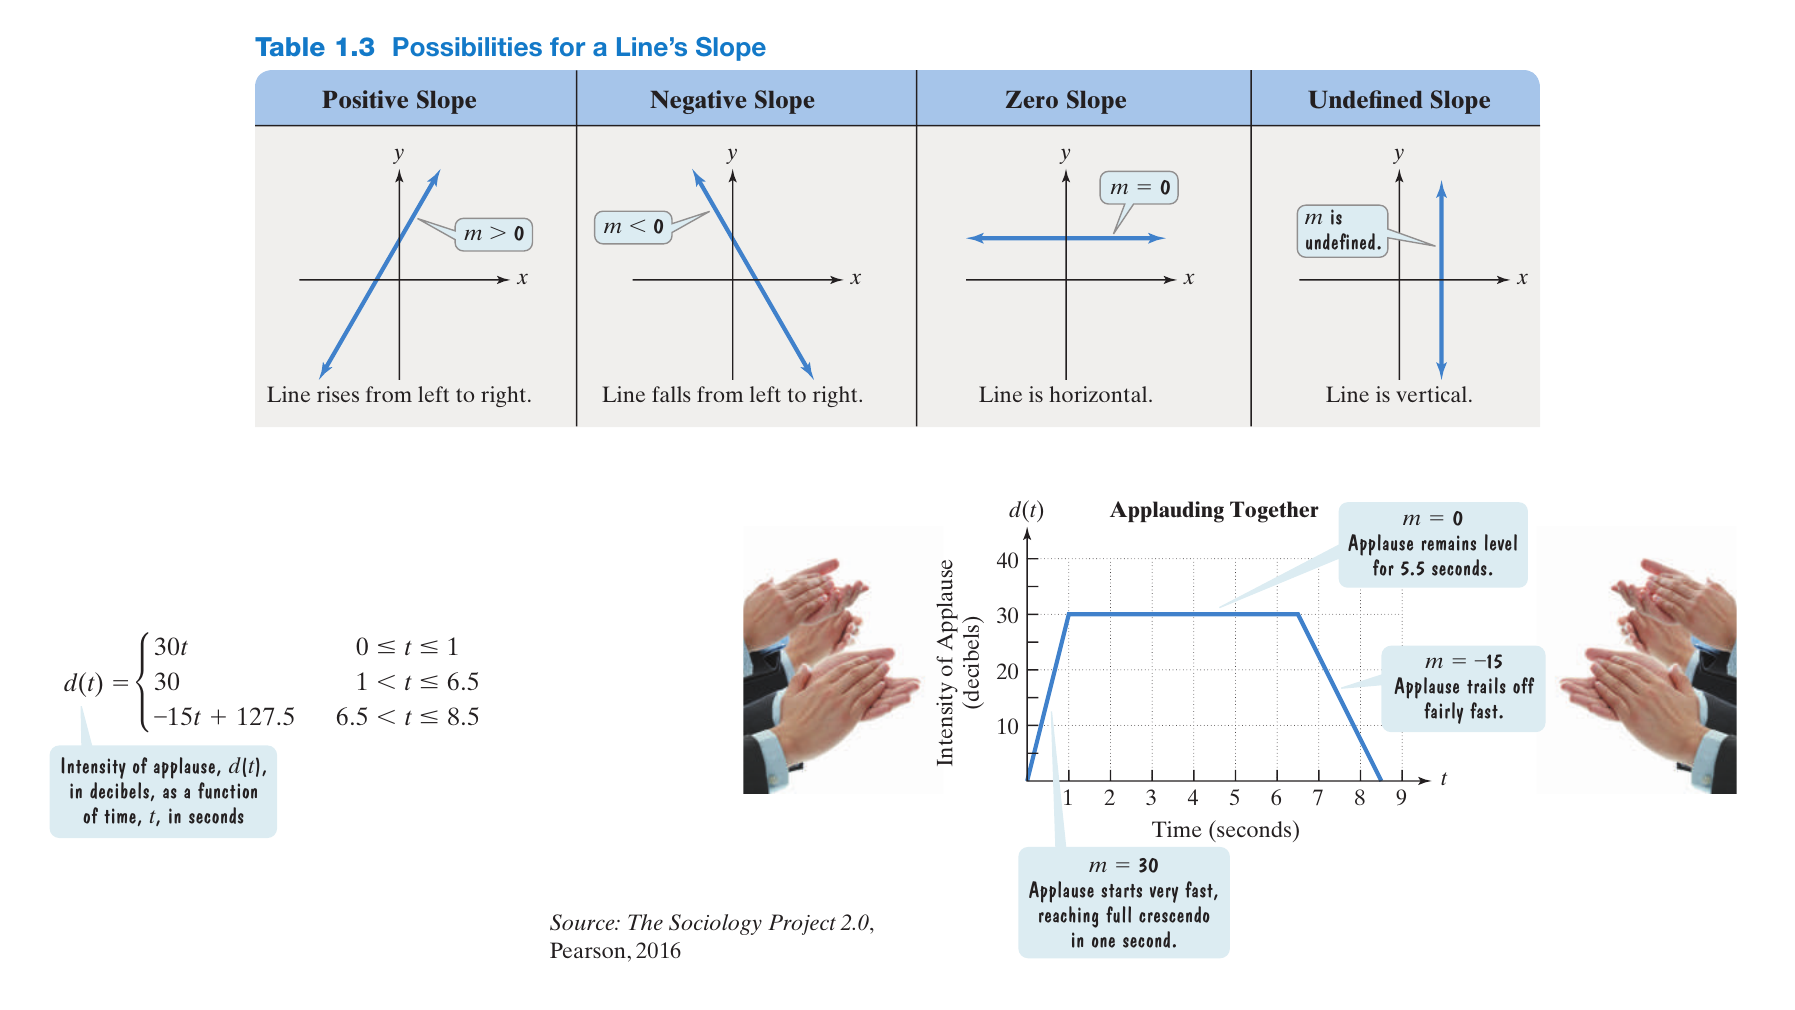 Table 1.3 Possibilities for a Line's Slope
Positive Slope
Negative Slope
Zero Slope
Undefined Slope
y
m > 0
x
Line rises from left to right.
y
m < 0
x
Line falls from left to right.
y
m = 0
x
Line is horizontal.
y
m is
undefined.
x
Line is vertical.
d(t) = { 30t 0 ≤ t ≤ 1
30 1 < t ≤ 6.5
−15t + 127.5 6.5 < t ≤ 8.5
Intensity of applause, d(t),
in decibels, as a function
of time, t, in seconds
d(t)
Applauding Together
Intensity of Applause
(decibels)
40
30
20
10
1 2 3 4 5 6 7 8 9
t
Time (seconds)
m = 0
Applause remains level
for 5.5 seconds.
m = −15
Applause trails off
fairly fast.
m = 30
Applause starts very fast,
reaching full crescendo
in one second.
Source: The Sociology Project 2.0,
Pearson, 2016